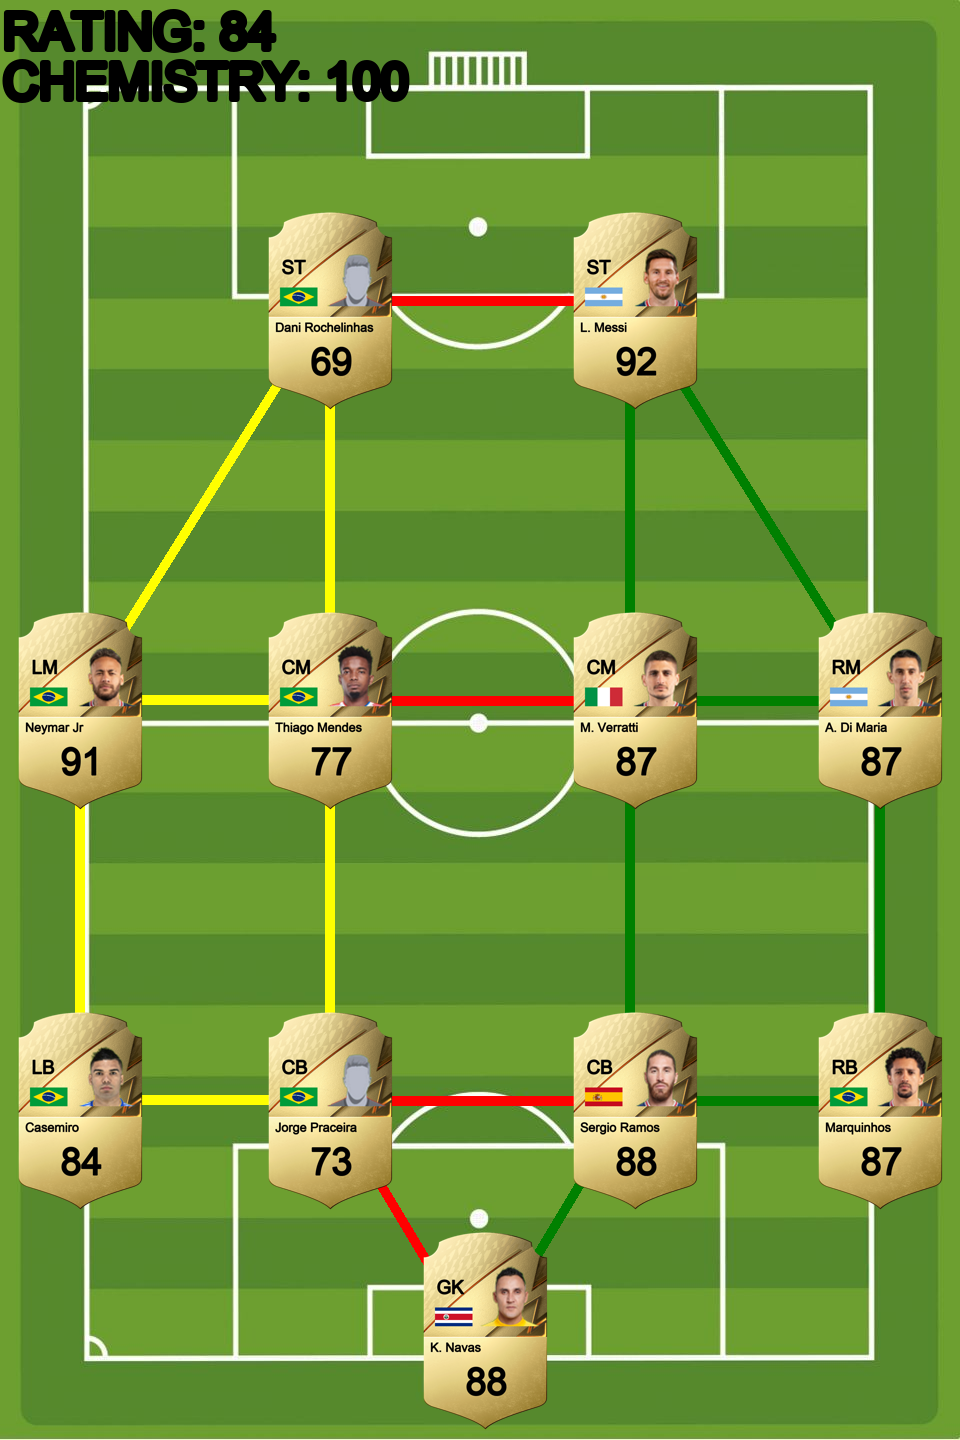 RATING: 84
CHEMISTRY: 100
ST
Dani Rochelinhas
69
ST
L. Messi
92
LM
Neymar Jr
91
CM
Thiago Mendes
77
CM
M. Verratti
87
RM
A. Di Maria
87
LB
Casemiro
84
CB
Jorge Praceira
73
CB
Sergio Ramos
88
RB
Marquinhos
87
GK
K. Navas
88